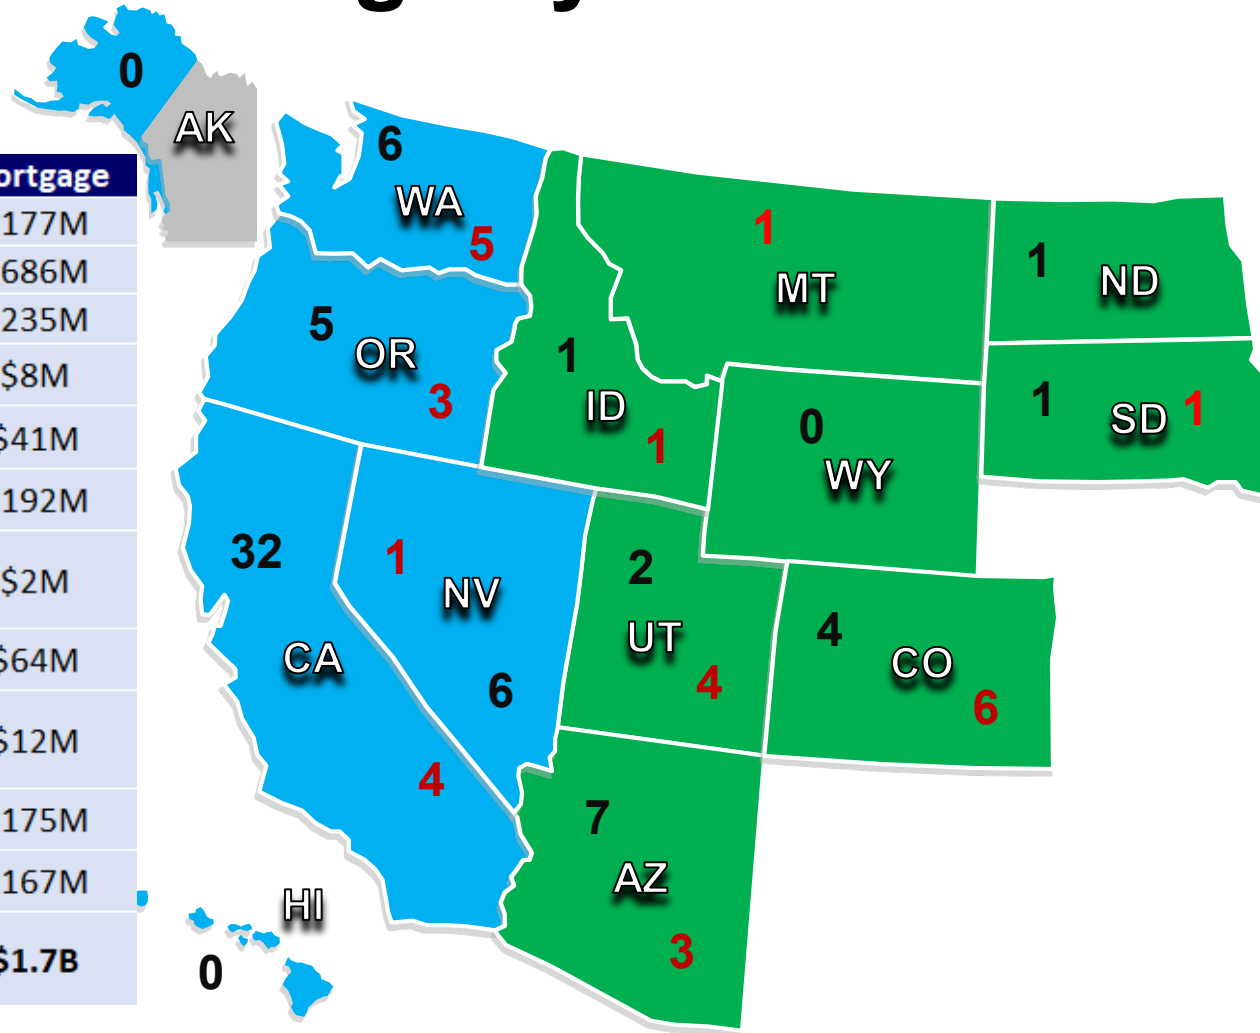 0
AK
6
WA
5
ortgage
177M
686M
235M
$8M
$41M
192M
$2M
$64M
$12M
175M
167M
$1.7B
1
MT
1
ND
5
OR
3
1
ID
1
0
WY
1
SD
1
32
CA
4
1
NV
6
2
UT
4
4
CO
6
7
AZ
3
HI
0